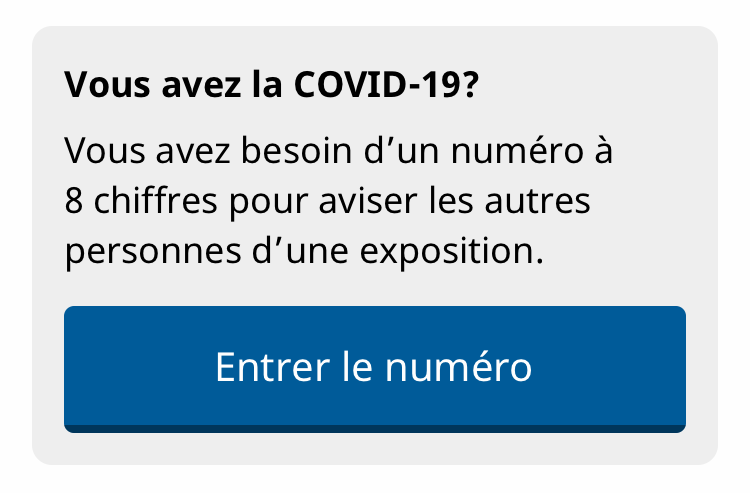 Vous avez la COVID-19?
Vous avez besoin d’un numéro à
8 chiffres pour aviser les autres
personnes d’une exposition.
Entrer le numéro